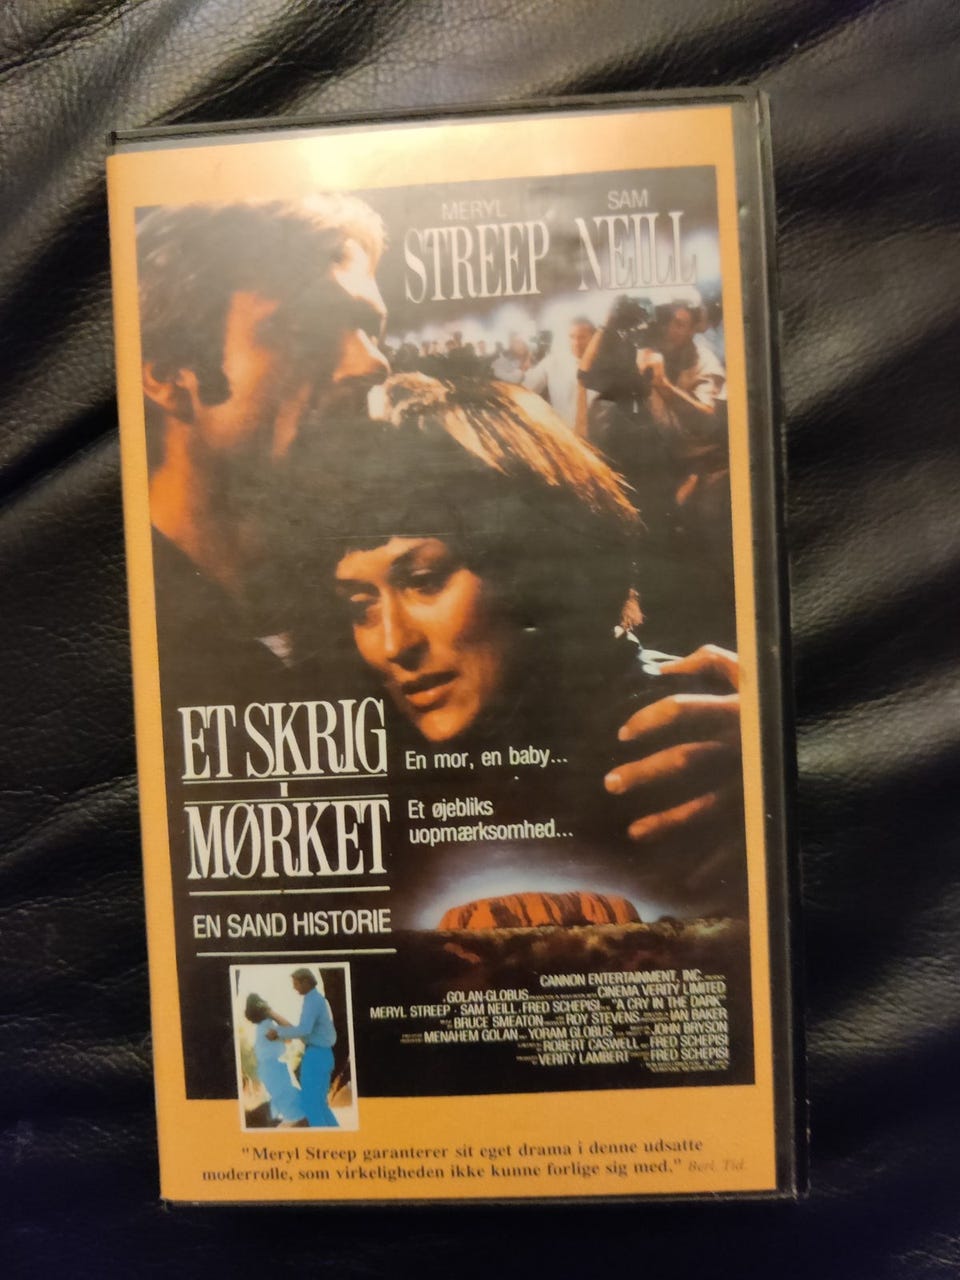 MERYL SAM
STREEP NEILL
ET SKRIG
I
MØRKET
En mor, en baby...
Et øjebliks
uopmærksomhed...
EN SAND HISTORIE
CANNON ENTERTAINMENT, INC.
GOLAN-GLOBUS CINEMA VERITY LIMITED
MERYL STREEP · SAM NEILL FRED SCHEPISI "A CRY IN THE DARK"
BRUCE SMEATON ROY STEVENS IAN BAKER
MENAHEM GOLAN YORAM GLOBUS JOHN BRYSON
ROBERT CASWELL FRED SCHEPISI
VERITY LAMBERT FRED SCHEPISI
"Meryl Streep garanterer sit eget drama i denne udsatte
moderrolle, som virkeligheden ikke kunne forlige sig med." Berl. Tid.